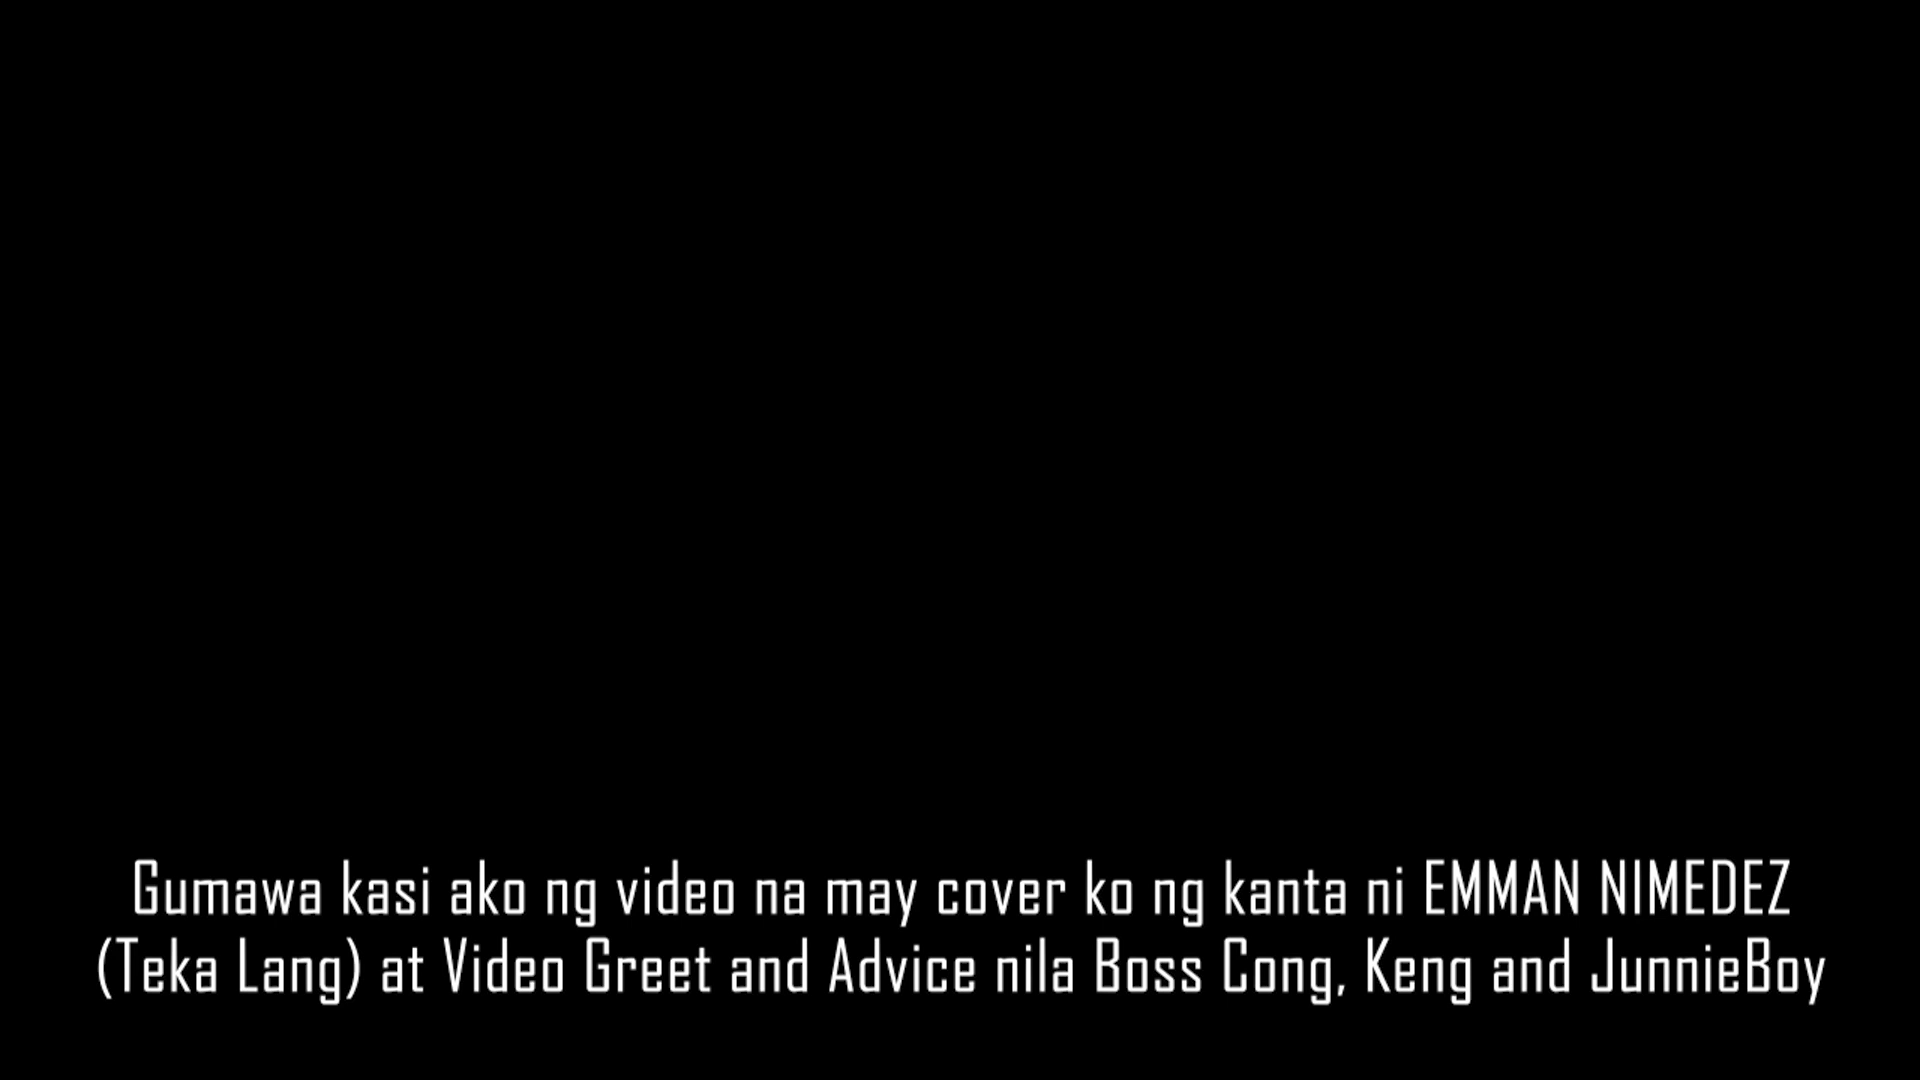 Gumawa kasi ako ng video na may cover ko ng kanta ni EMMAN NIMEDEZ
(Teka Lang) at Video Greet and Advice nila Boss Cong, Keng and JunnieBoy